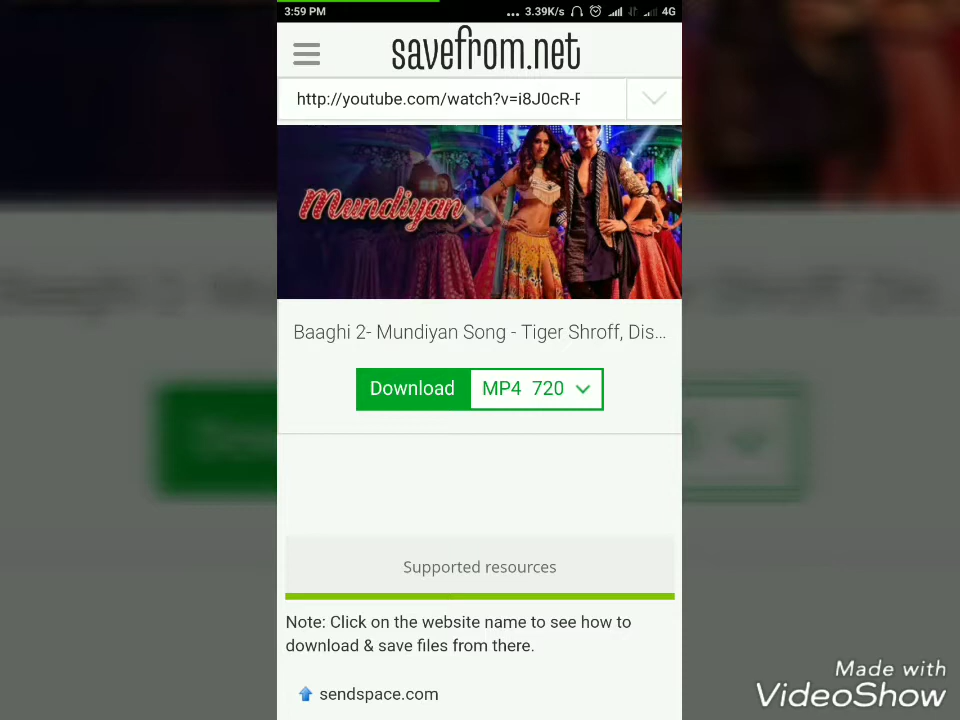 3:59 PM ... 3.39K/s 4G
savefrom.net
http://youtube.com/watch?v=i8J0cR-
Mundiyan
Baaghi 2- Mundiyan Song - Tiger Shroff, Dis...
Download MP4 720
Supported resources
Note: Click on the website name to see how to
download & save files from there.
sendspace.com
Made with
VideoShow